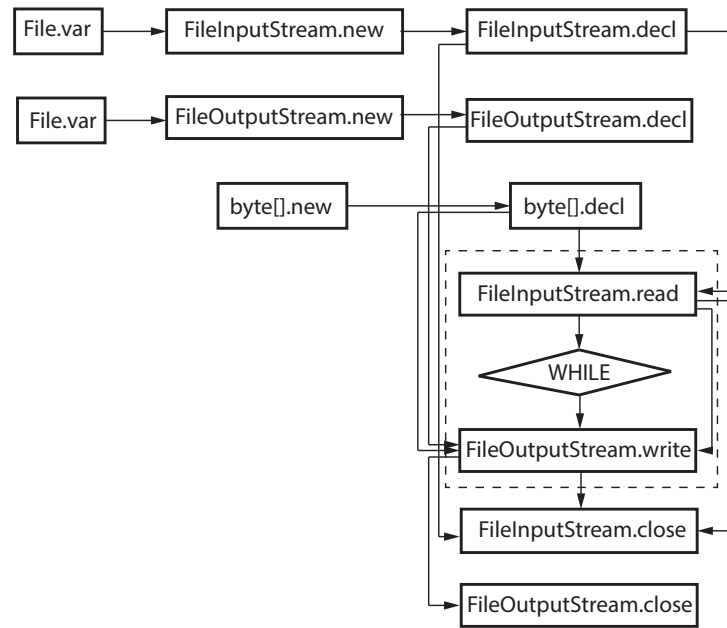 File.var
FileInputStream.new
FileInputStream.decl
File.var
FileOutputStream.new
FileOutputStream.decl
byte[].new
byte[].decl
FileInputStream.read
WHILE
FileOutputStream.write
FileInputStream.close
FileOutputStream.close